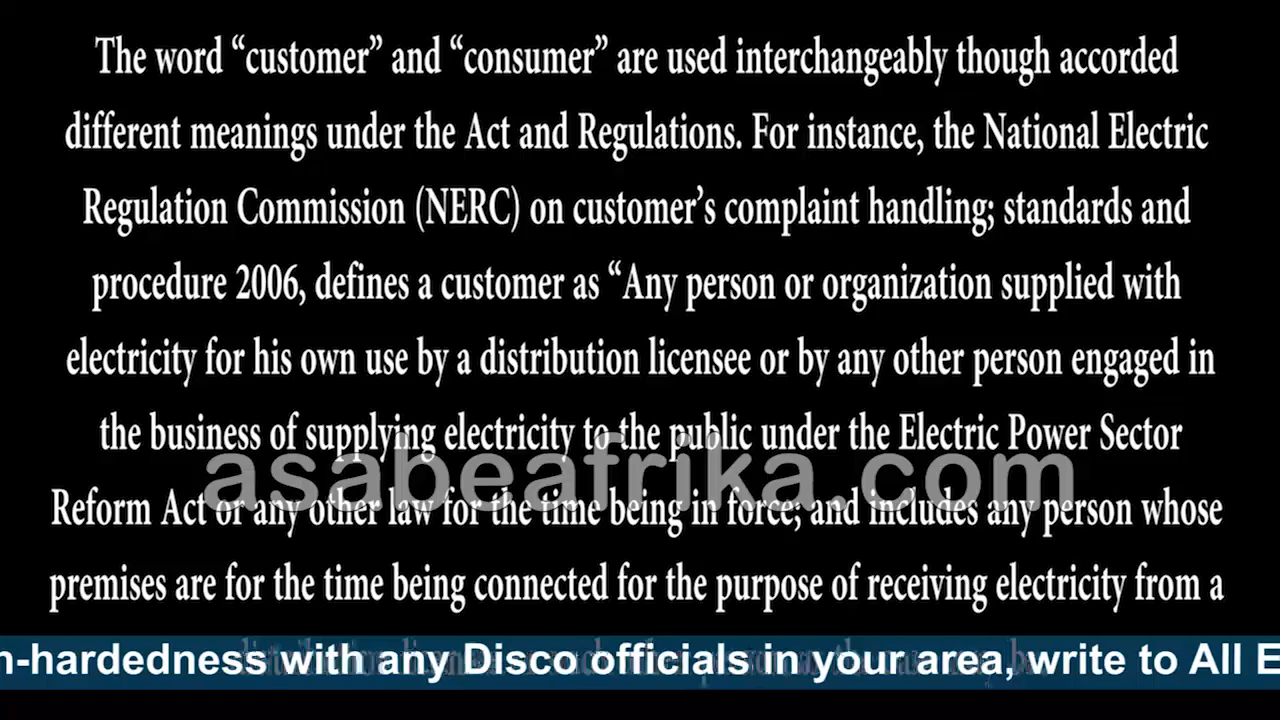 The word “customer” and “consumer” are used interchangeably though accorded
different meanings under the Act and Regulations. For instance, the National Electric
Regulation Commission (NERC) on customer’s complaint handling; standards and
procedure 2006, defines a customer as “Any person or organization supplied with
electricity for his own use by a distribution licensee or by any other person engaged in
the business of supplying electricity to the public under the Electric Power Sector
asabeafrika.com
Reform Act or any other law for the time being in force; and includes any person whose
premises are for the time being connected for the purpose of receiving electricity from a
n-hardedness with any Disco officials in your area, write to All E